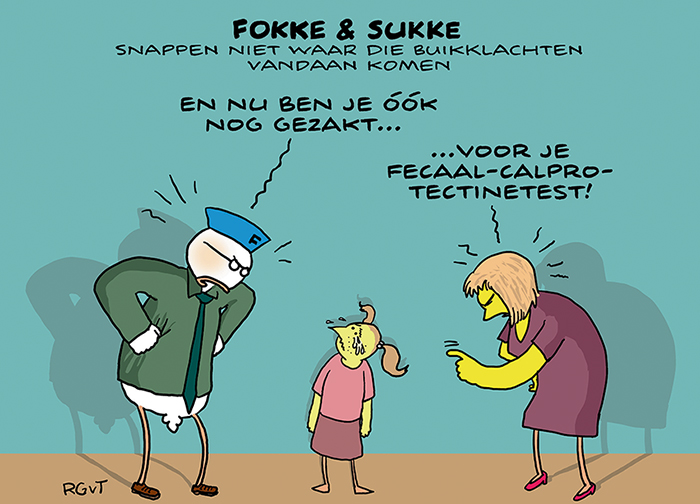 FOKKE & SUKKE
SNAPPEN NIET WAAR DIE BUIKKLACHTEN
VANDAAN KOMEN
EN NU BEN JE ÓÓK
NOG GEZAKT...
...VOOR JE
FECAAL-CALPRO-
TECTINETEST!
F
RGvT